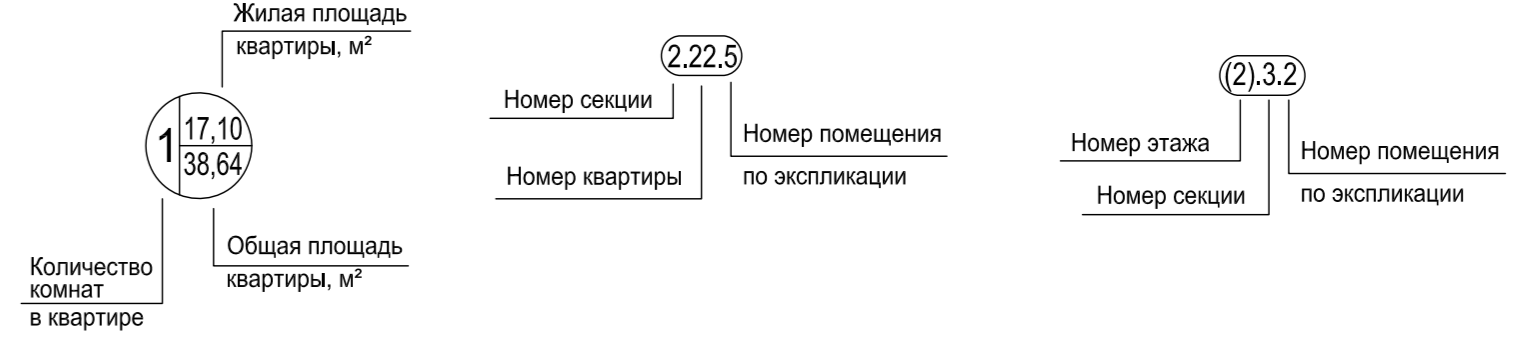 Жилая площадь
квартиры, м²
1
17,10
38,64
Общая площадь
квартиры, м²
Количество
комнат
в квартире
2.22.5
Номер секции
Номер квартиры
Номер помещения
по экспликации
(2).3.2
Номер этажа
Номер секции
Номер помещения
по экспликации